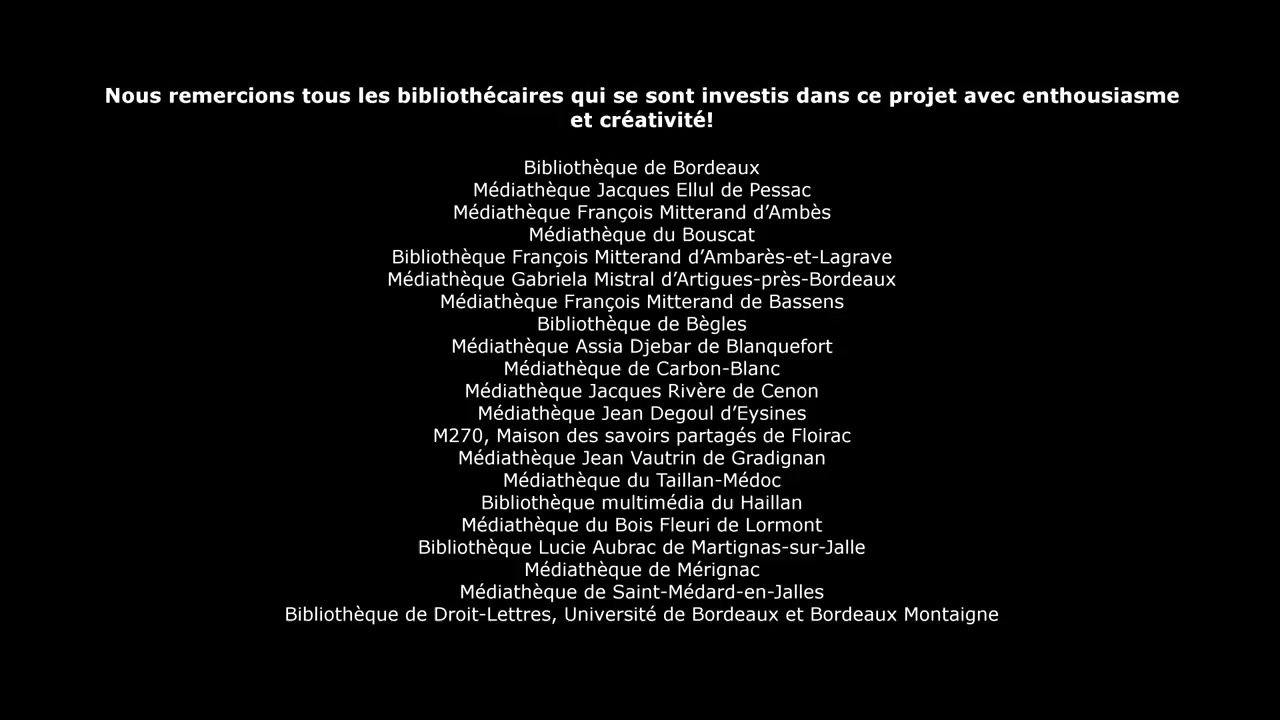 Nous remercions tous les bibliothécaires qui se sont investis dans ce projet avec enthousiasme
et créativité!
Bibliothèque de Bordeaux
Médiathèque Jacques Ellul de Pessac
Médiathèque François Mitterand d’Ambès
Médiathèque du Bouscat
Bibliothèque François Mitterand d’Ambarès-et-Lagrave
Médiathèque Gabriela Mistral d’Artigues-près-Bordeaux
Médiathèque François Mitterand de Bassens
Bibliothèque de Bègles
Médiathèque Assia Djebar de Blanquefort
Médiathèque de Carbon-Blanc
Médiathèque Jacques Rivère de Cenon
Médiathèque Jean Degoul d’Eysines
M270, Maison des savoirs partagés de Floirac
Médiathèque Jean Vautrin de Gradignan
Médiathèque du Taillan-Médoc
Bibliothèque multimédia du Haillan
Médiathèque du Bois Fleuri de Lormont
Bibliothèque Lucie Aubrac de Martignas-sur-Jalle
Médiathèque de Mérignac
Médiathèque de Saint-Médard-en-Jalles
Bibliothèque de Droit-Lettres, Université de Bordeaux et Bordeaux Montaigne